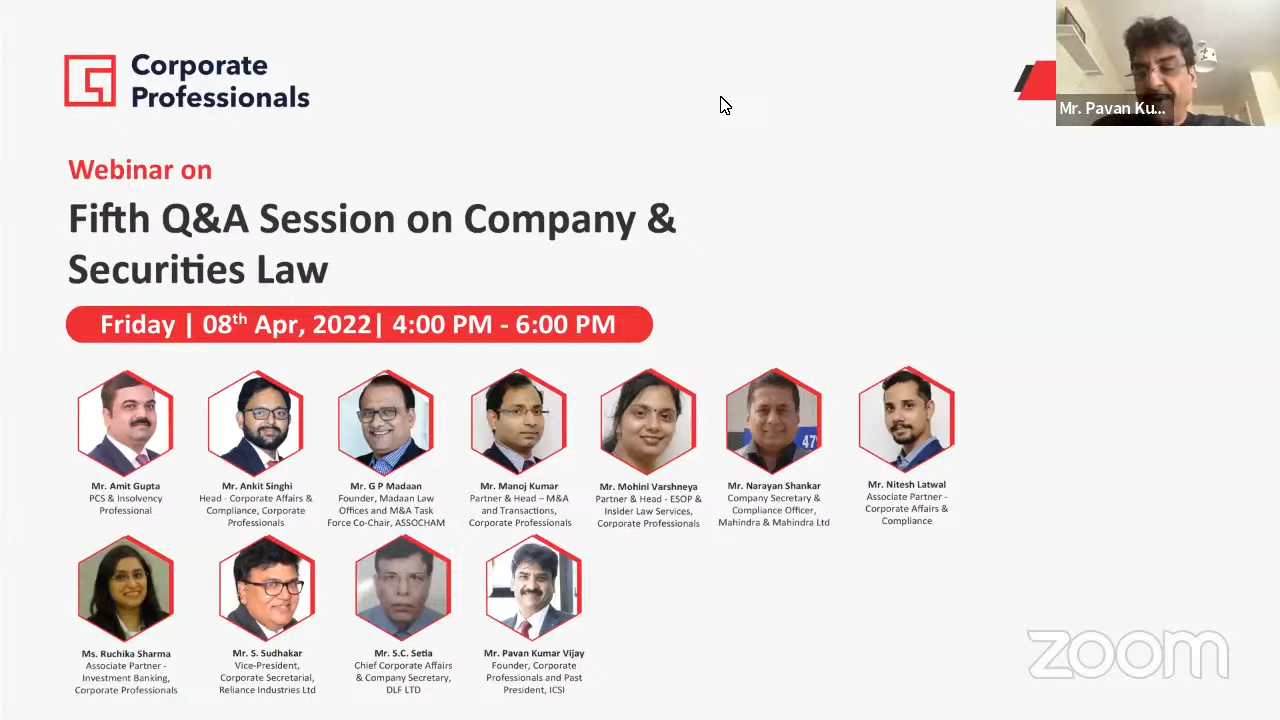 Corporate
Professionals
Mr. Pavan Ku...
Webinar on
Fifth Q&A Session on Company &
Securities Law
Friday | 08th Apr, 2022| 4:00 PM - 6:00 PM
47
Mr. Amit Gupta
PCS & Insolvency
Professional
Mr. Ankit Singhi
Head - Corporate Affairs &
Compliance, Corporate
Professionals
Mr. G P Madaan
Founder, Madaan Law
Offices and M&A Task
Force Co-Chair, ASSOCHAM
Mr. Manoj Kumar
Partner & Head – M&A
and Transactions,
Corporate Professionals
Mr. Mohini Varshneya
Partner & Head - ESOP &
Insider Law Services,
Corporate Professionals
Mr. Narayan Shankar
Company Secretary &
Compliance Officer,
Mahindra & Mahindra Ltd
Mr. Nitesh Latwal
Associate Partner -
Corporate Affairs &
Compliance
Ms. Ruchika Sharma
Associate Partner -
Investment Banking,
Corporate Professionals
Mr. S. Sudhakar
Vice-President,
Corporate Secretarial,
Reliance Industries Ltd
Mr. S.C. Setia
Chief Corporate Affairs
& Company Secretary,
DLF LTD
Mr. Pavan Kumar Vijay
Founder, Corporate
Professionals and Past
President, ICSI
zoom